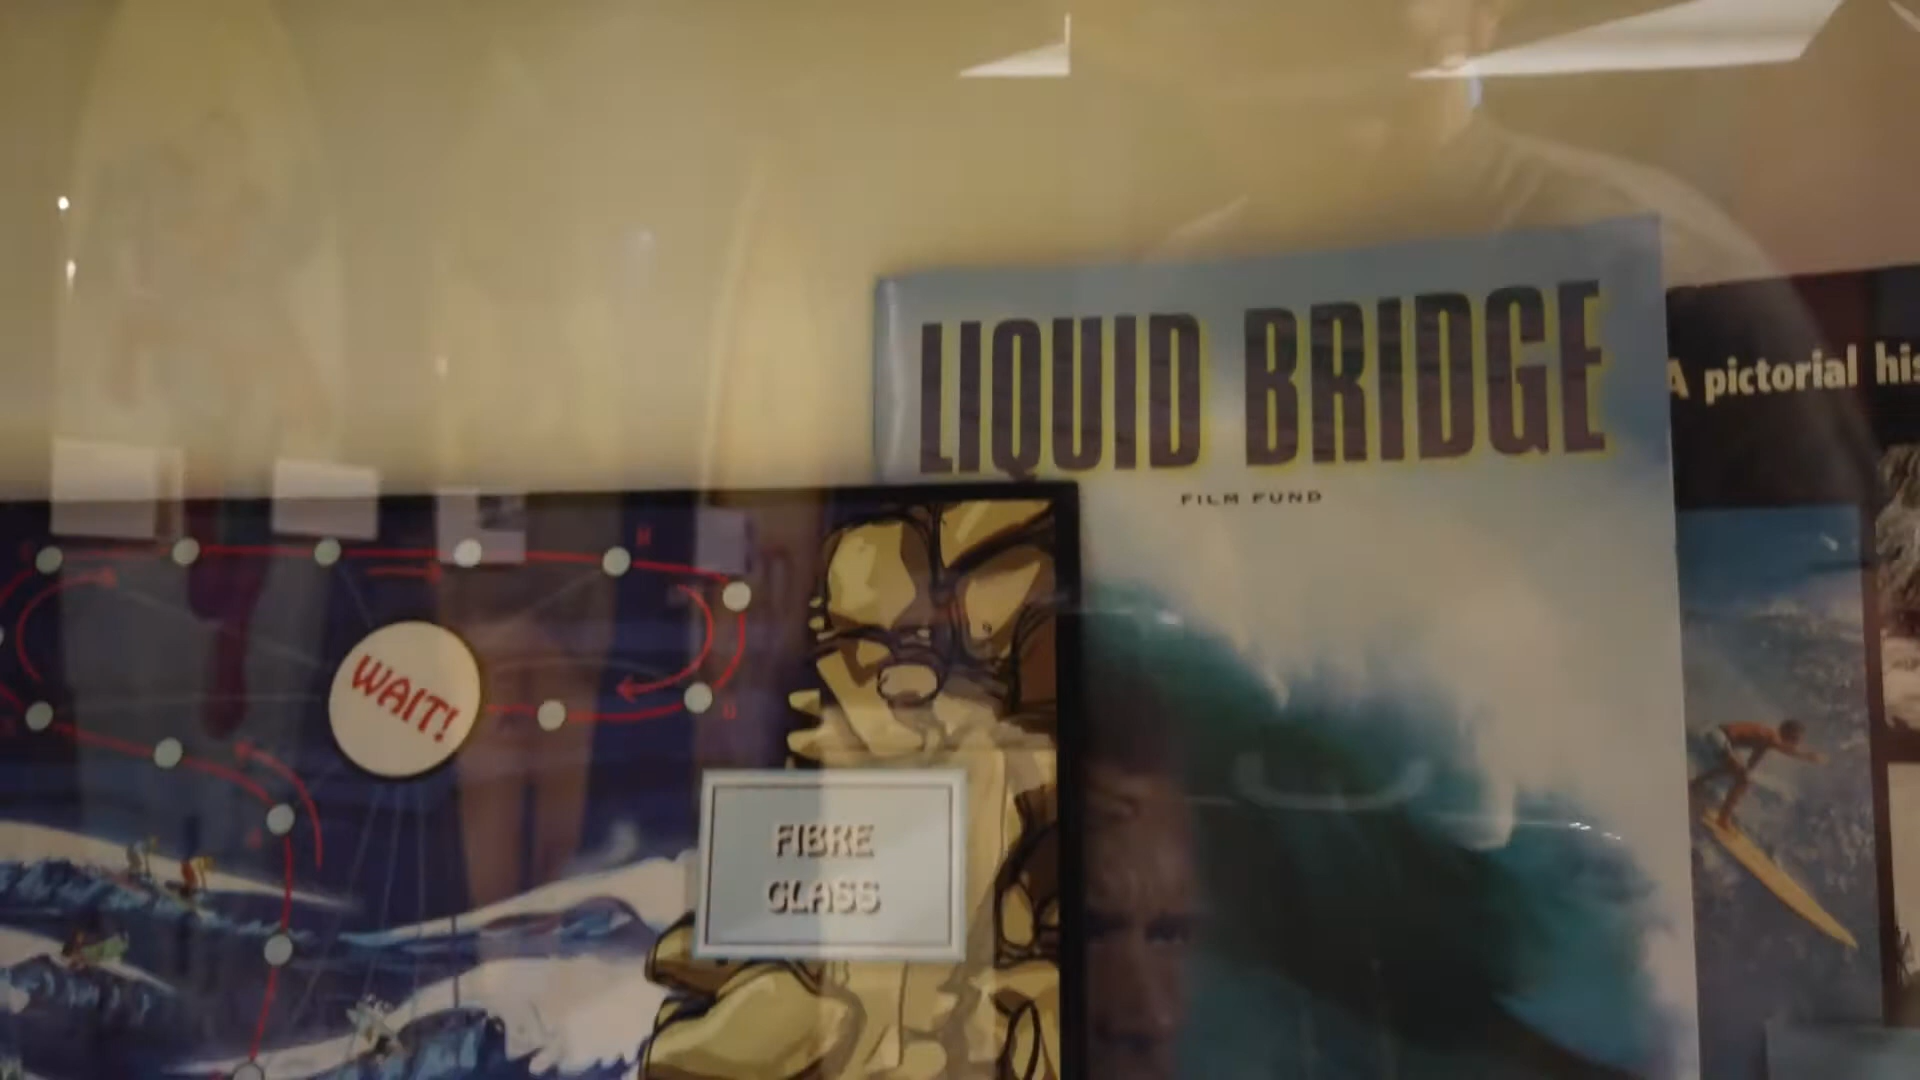 LIQUID BRIDGE
FILM FUND
A pictorial his
WAIT!
FIBRE
GLASS